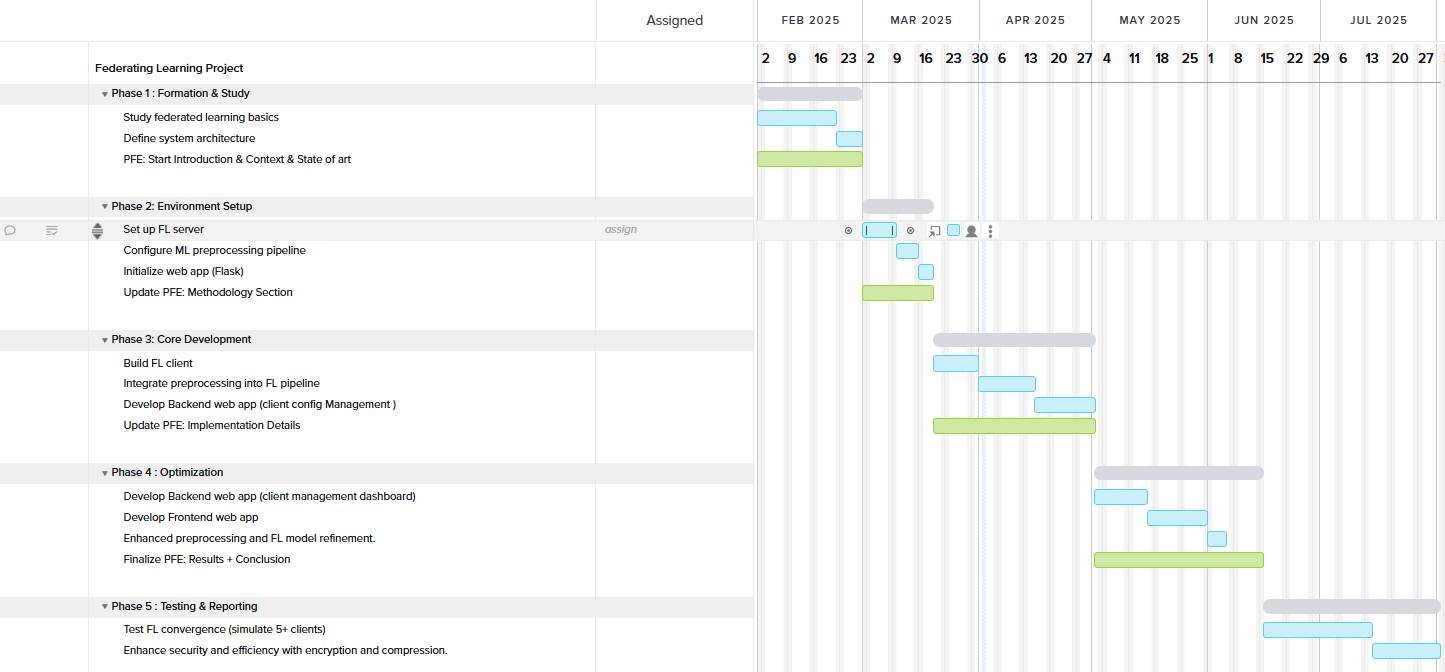 Assigned
FEB 2025 MAR 2025 APR 2025 MAY 2025 JUN 2025 JUL 2025
2 9 16 23 2 9 16 23 30 6 13 20 27 4 11 18 25 1 8 15 22 29 6 13 20 27
Federating Learning Project
Phase 1 : Formation & Study
Study federated learning basics
Define system architecture
PFE: Start Introduction & Context & State of art
Phase 2: Environment Setup
Set up FL server assign
Configure ML preprocessing pipeline
Initialize web app (Flask)
Update PFE: Methodology Section
Phase 3: Core Development
Build FL client
Integrate preprocessing into FL pipeline
Develop Backend web app (client config Management )
Update PFE: Implementation Details
Phase 4 : Optimization
Develop Backend web app (client management dashboard)
Develop Frontend web app
Enhanced preprocessing and FL model refinement.
Finalize PFE: Results + Conclusion
Phase 5 : Testing & Reporting
Test FL convergence (simulate 5+ clients)
Enhance security and efficiency with encryption and compression.